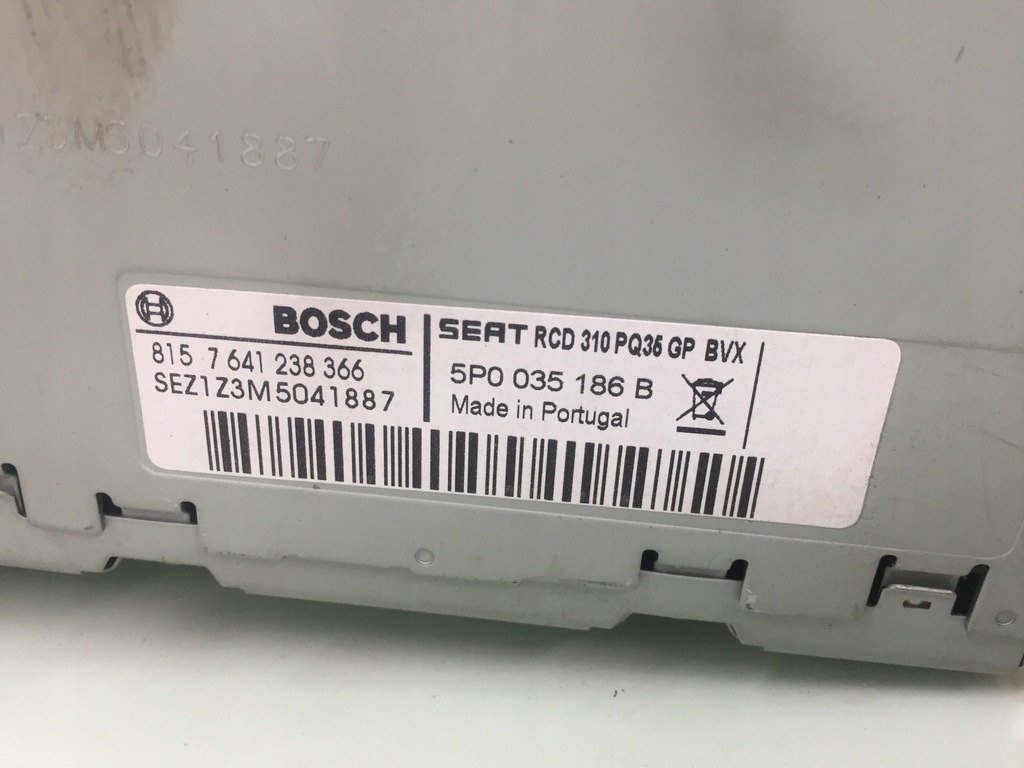 Z3M5041887
BOSCH
815 7 641 238 366
SEZ1Z3M5041887
SEAT RCD 310 PQ35 GP BVX
5P0 035 186 B
Made in Portugal